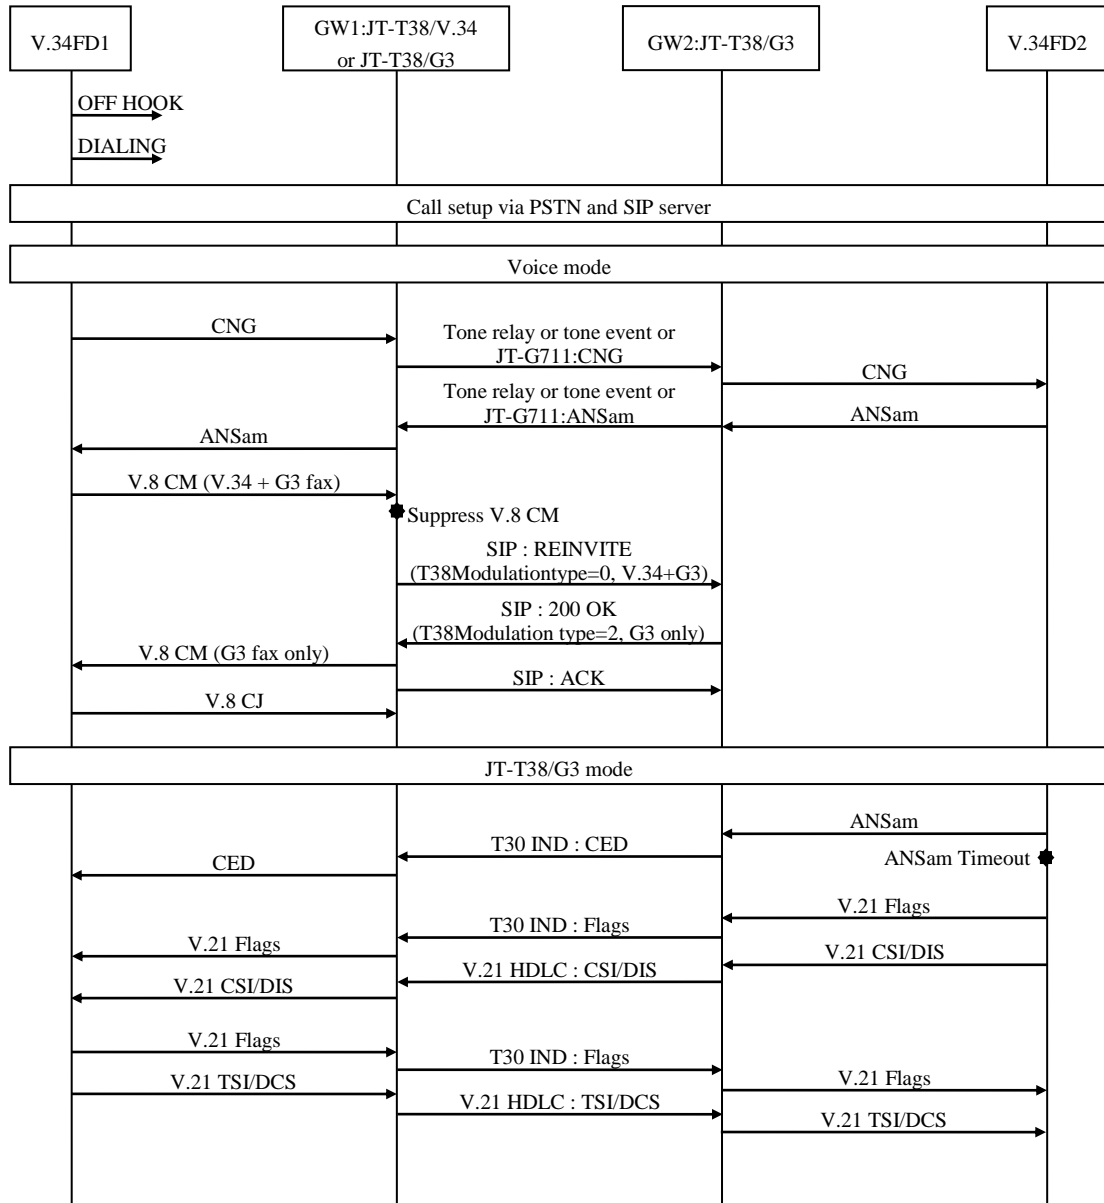 V.34FD1
GW1:JT-T38/V.34
or JT-T38/G3
GW2:JT-T38/G3
V.34FD2
OFF HOOK
DIALING
Call setup via PSTN and SIP server
Voice mode
CNG
Tone relay or tone event or
JT-G711:CNG
CNG
Tone relay or tone event or
JT-G711:ANSam
ANSam
ANSam
V.8 CM (V.34 + G3 fax)
Suppress V.8 CM
SIP : REINVITE
(T38Modulationtype=0, V.34+G3)
SIP : 200 OK
(T38Modulation type=2, G3 only)
V.8 CM (G3 fax only)
SIP : ACK
V.8 CJ
JT-T38/G3 mode
ANSam
T30 IND : CED
ANSam Timeout
CED
V.21 Flags
T30 IND : Flags
V.21 Flags
V.21 CSI/DIS
V.21 HDLC : CSI/DIS
V.21 CSI/DIS
V.21 Flags
T30 IND : Flags
V.21 Flags
V.21 TSI/DCS
V.21 HDLC : TSI/DCS
V.21 TSI/DCS